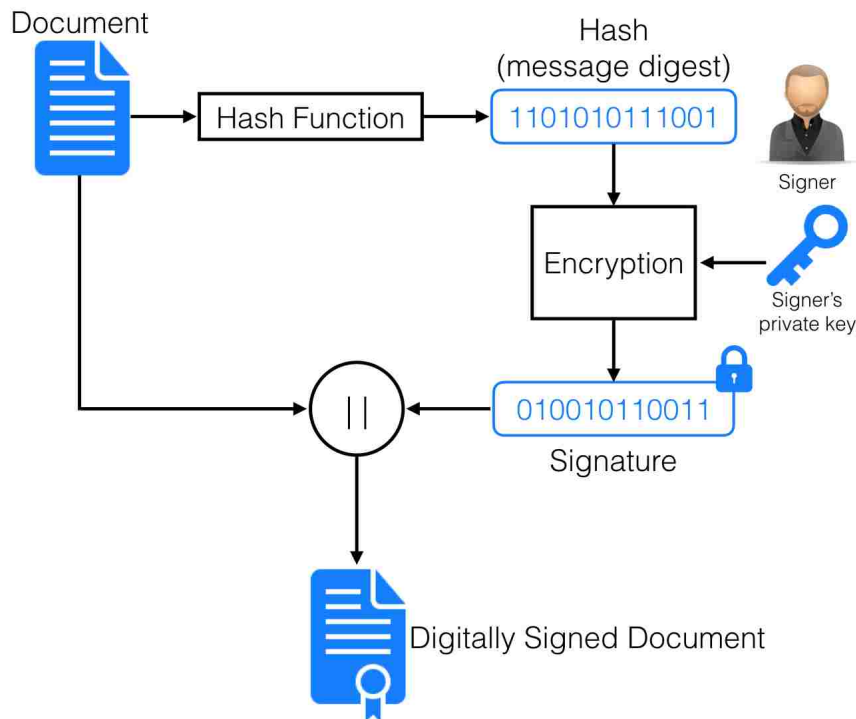 Document
Hash
(message digest)
Hash Function
1101010111001
Signer
Encryption
Signer's
private key
||
010010110011
Signature
Digitally Signed Document